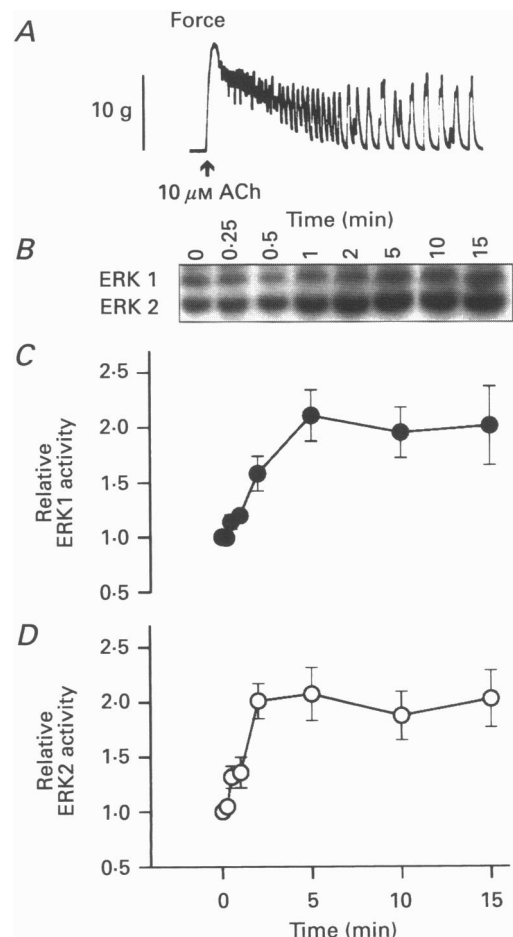 A
Force
10 g
10 μM ACh
Time (min)
B
0 0·25 0·5 1 2 5 10 15
ERK 1
ERK 2
C
2·5
2·0
1·5
1·0
0·5
Relative
ERK1 activity
D
2·5
2·0
1·5
1·0
0·5
Relative
ERK2 activity
0 5 10 15
Time (min)